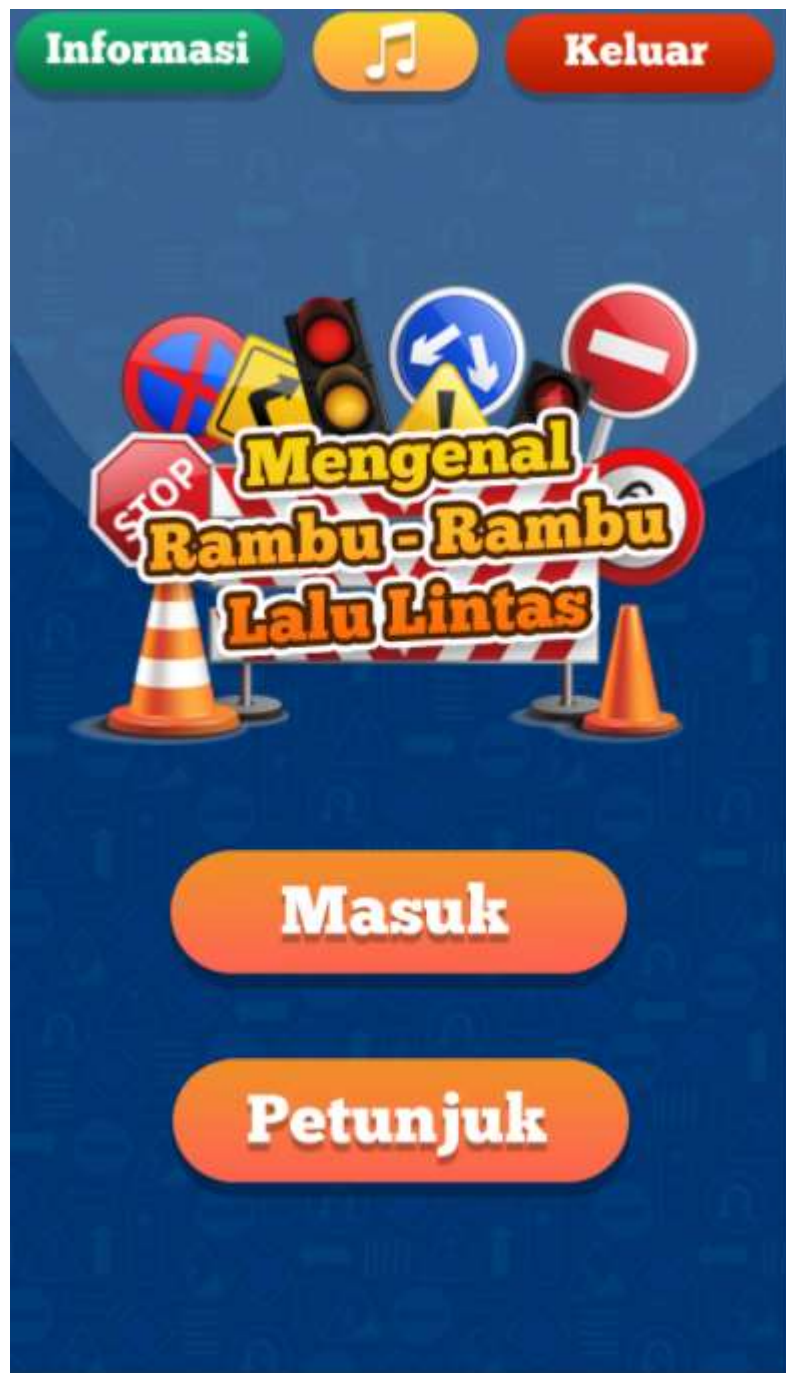 Informasi
Keluar
STOP
Mengenal
Rambu - Rambu
Lalu Lintas
Masuk
Petunjuk